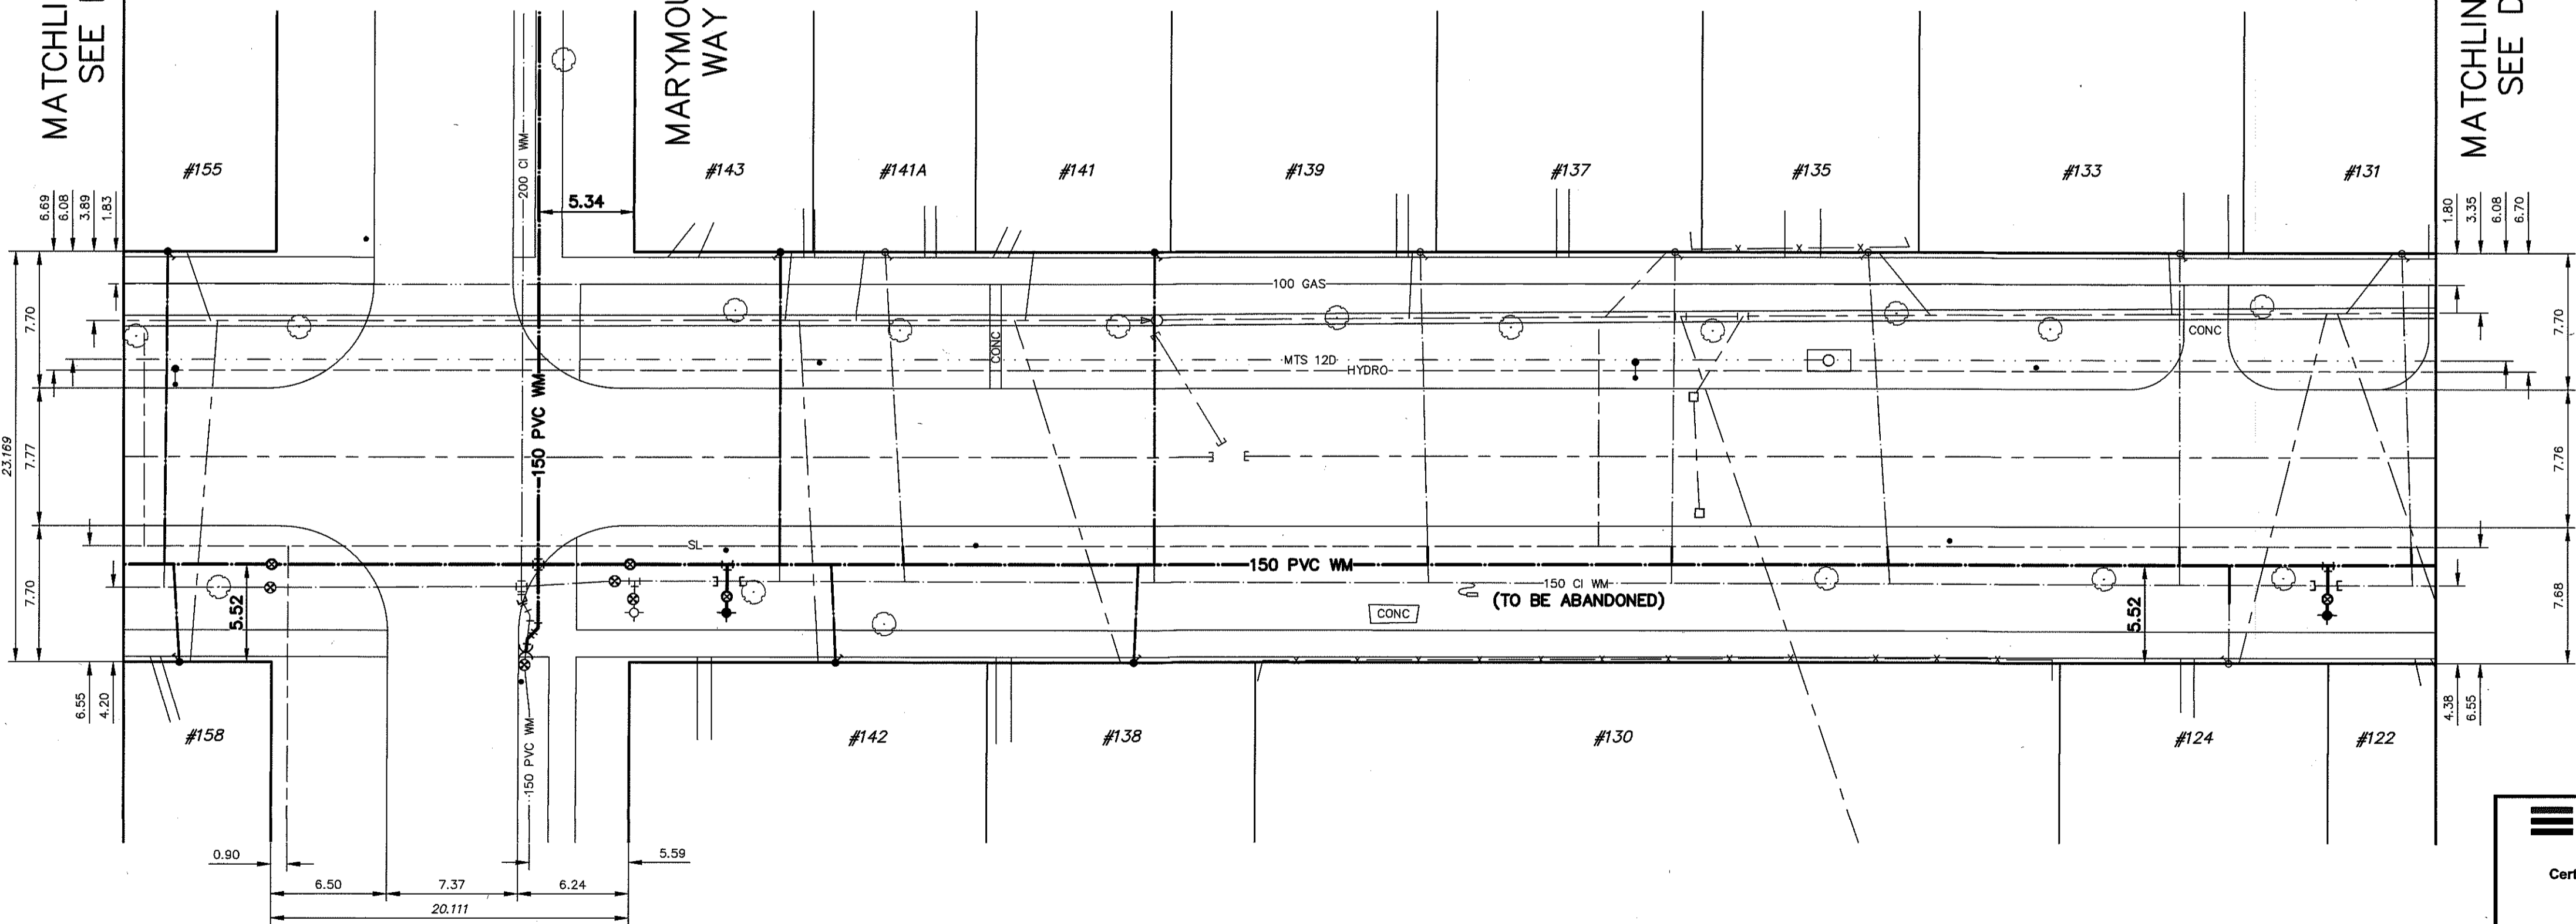 MATCHLI
SEE
MARYMOU
WAY
MATCHLIN
SEE D
200 CI WM
#155
#143
#141A
#141
#139
#137
#135
#133
#131
5.34
6.69
6.08
3.89
1.83
1.80
3.35
6.08
6.70
100 GAS
CONC
CONC
MTS 12D
HYDRO
150 PVC WM
23.169
7.70
7.77
7.70
7.70
7.76
7.68
SL
150 PVC WM
150 CI WM
(TO BE ABANDONED)
CONC
5.52
5.52
6.55
4.20
4.38
6.55
#158
150 PVC WM
#142
#138
#130
#124
#122
0.90
5.59
6.50
7.37
6.24
20.111
Cert